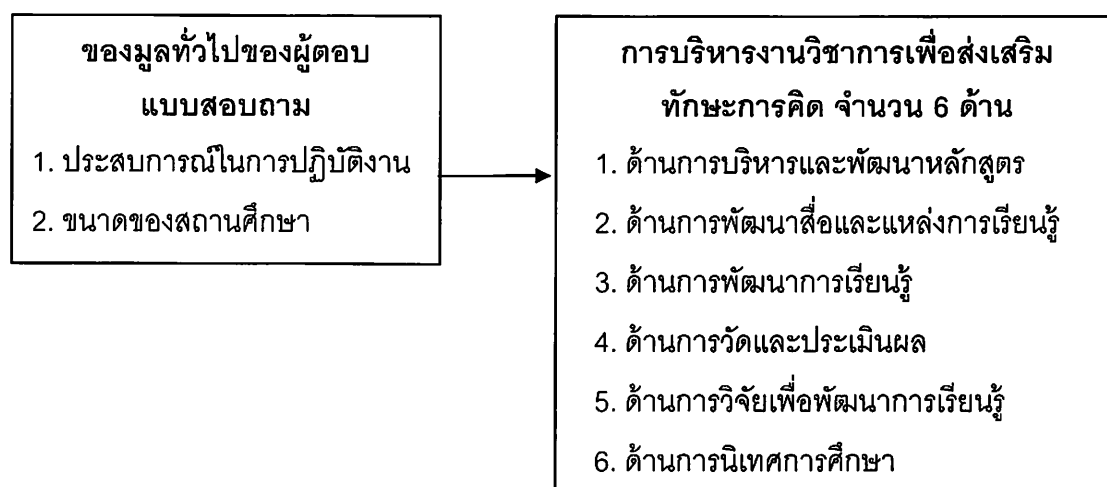 ของมูลทั่วไปของผู้ตอบ
แบบสอบถาม
1. ประสบการณ์ในการปฏิบัติงาน
2. ขนาดของสถานศึกษา
การบริหารงานวิชาการเพื่อส่งเสริม
ทักษะการคิด จำนวน 6 ด้าน
1. ด้านการบริหารและพัฒนาหลักสูตร
2. ด้านการพัฒนาสื่อและแหล่งการเรียนรู้
3. ด้านการพัฒนาการเรียนรู้
4. ด้านการวัดและประเมินผล
5. ด้านการวิจัยเพื่อพัฒนาการเรียนรู้
6. ด้านการนิเทศการศึกษา